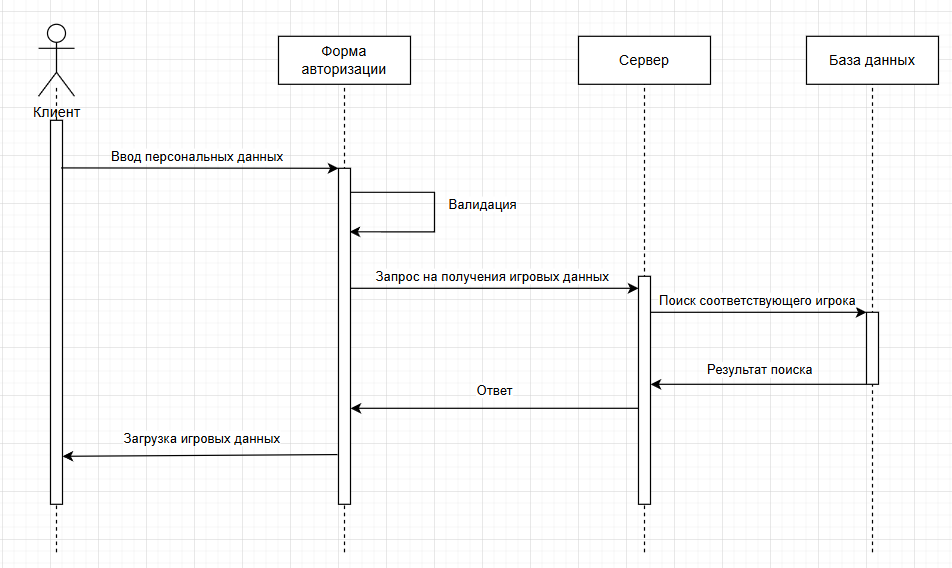 Клиент
Форма
авторизации
Сервер
База данных
Ввод персональных данных
Валидация
Запрос на получения игровых данных
Поиск соответствующего игрока
Результат поиска
Ответ
Загрузка игровых данных